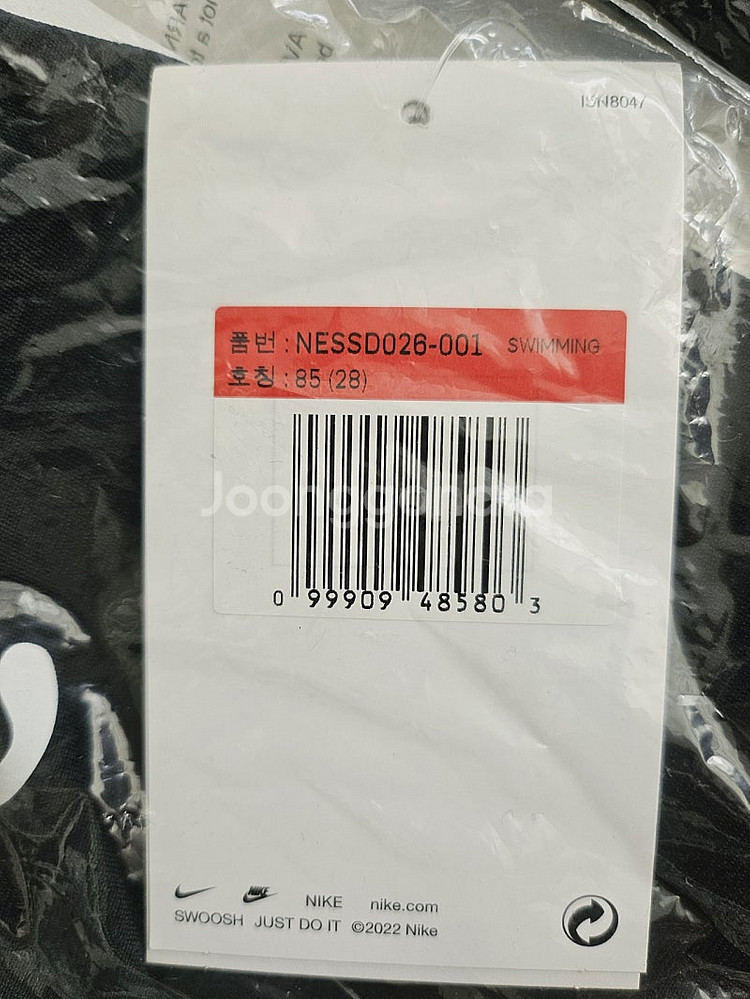 ISN8047
품번 : NESSD026-001 SWIMMING
호칭 : 85 (28)
Joonggonara
0 99909 48580 3
NIKE nike.com
SWOOSH JUST DO IT ©2022 Nike